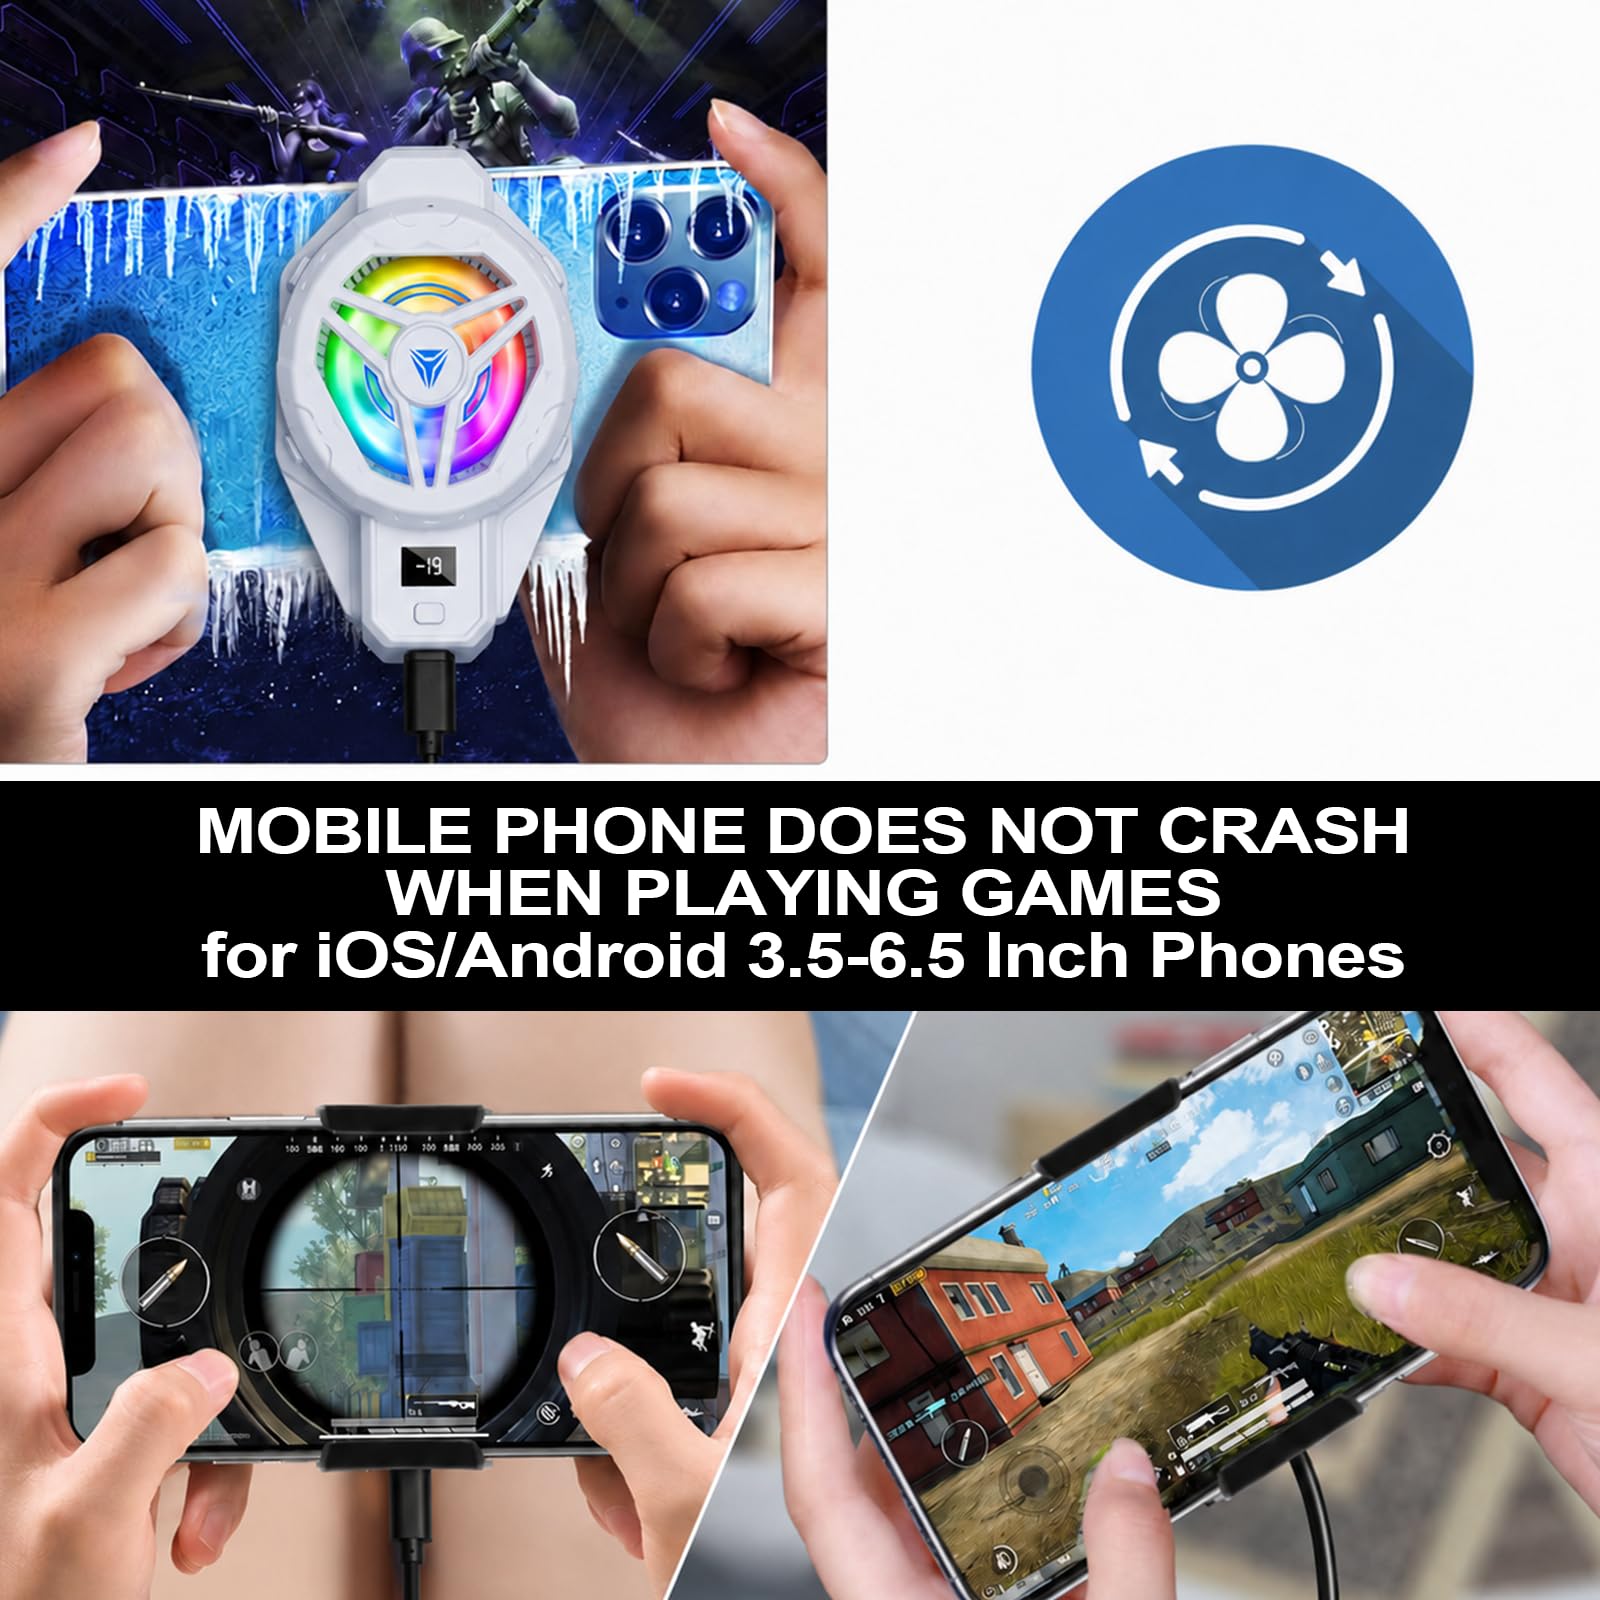 -19
MOBILE PHONE DOES NOT CRASH
WHEN PLAYING GAMES
for iOS/Android 3.5-6.5 Inch Phones